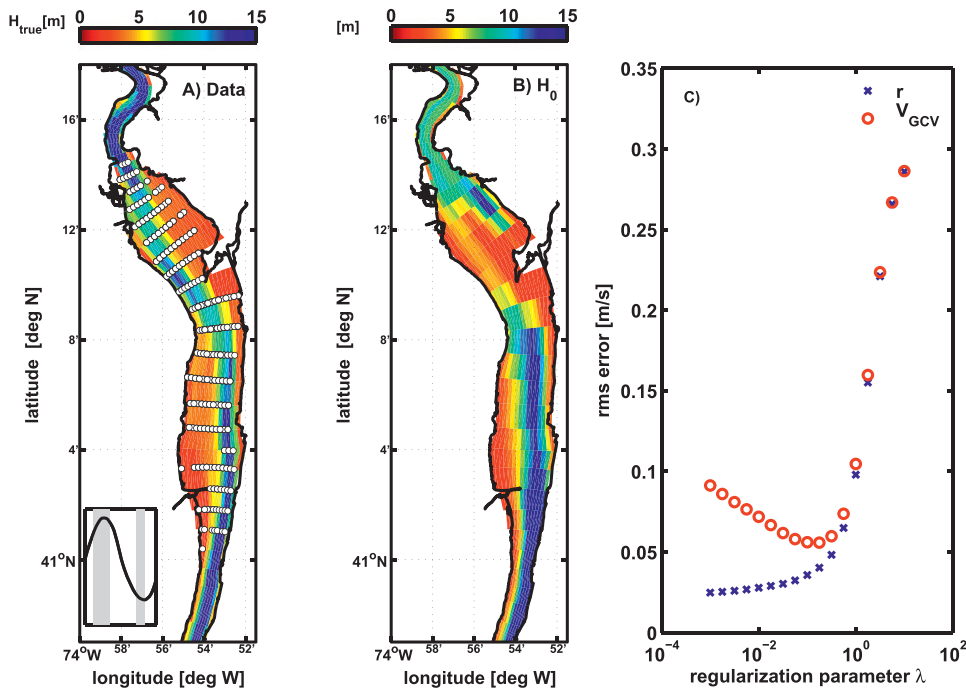 H_true[m] 0 5 10 15
[m] 0 5 10 15
A) Data
B) H_0
C)
r
V_GCV
16'
12'
8'
4'
41°N
74°W 58' 56' 54' 52'
longitude [deg W]
latitude [deg N]
16'
12'
8'
4'
41°N
74°W 58' 56' 54' 52'
longitude [deg W]
latitude [deg N]
0.35
0.3
0.25
0.2
0.15
0.1
0.05
0
rms error [m/s]
10^−4 10^−2 10^0 10^2
regularization parameter λ